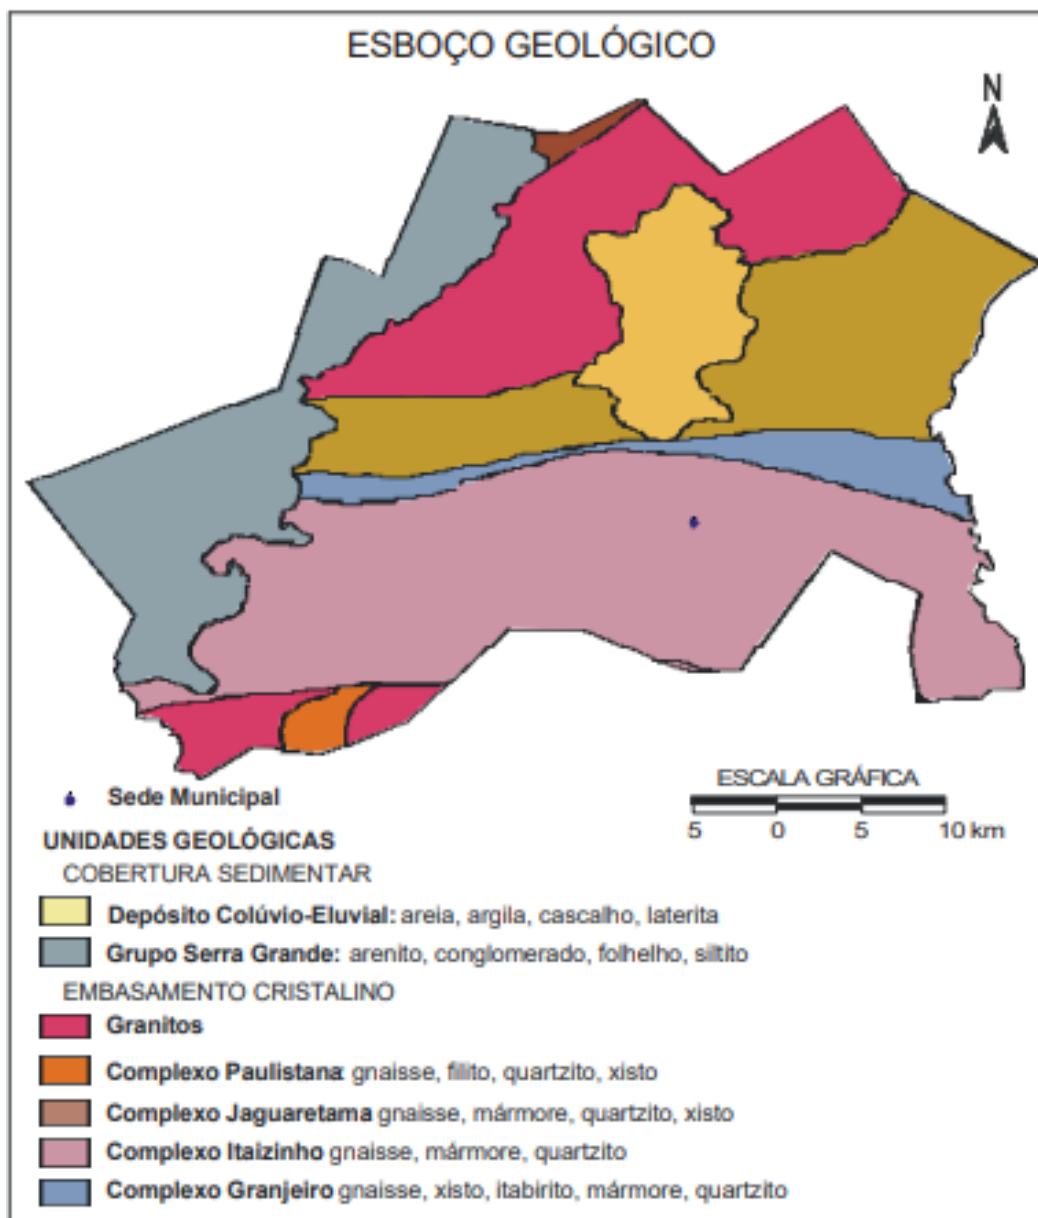 ESBOÇO GEOLÓGICO
N
ESCALA GRÁFICA
5 0 5 10 km
Sede Municipal
UNIDADES GEOLÓGICAS
COBERTURA SEDIMENTAR
Depósito Colúvio-Eluvial: areia, argila, cascalho, laterita
Grupo Serra Grande: arenito, conglomerado, folhelho, siltito
EMBASAMENTO CRISTALINO
Granitos
Complexo Paulistana: gnaisse, filito, quartzito, xisto
Complexo Jaguaretama gnaisse, mármore, quartzito, xisto
Complexo Itaizinho gnaisse, mármore, quartzito
Complexo Granjeiro gnaisse, xisto, itabirito, mármore, quartzito